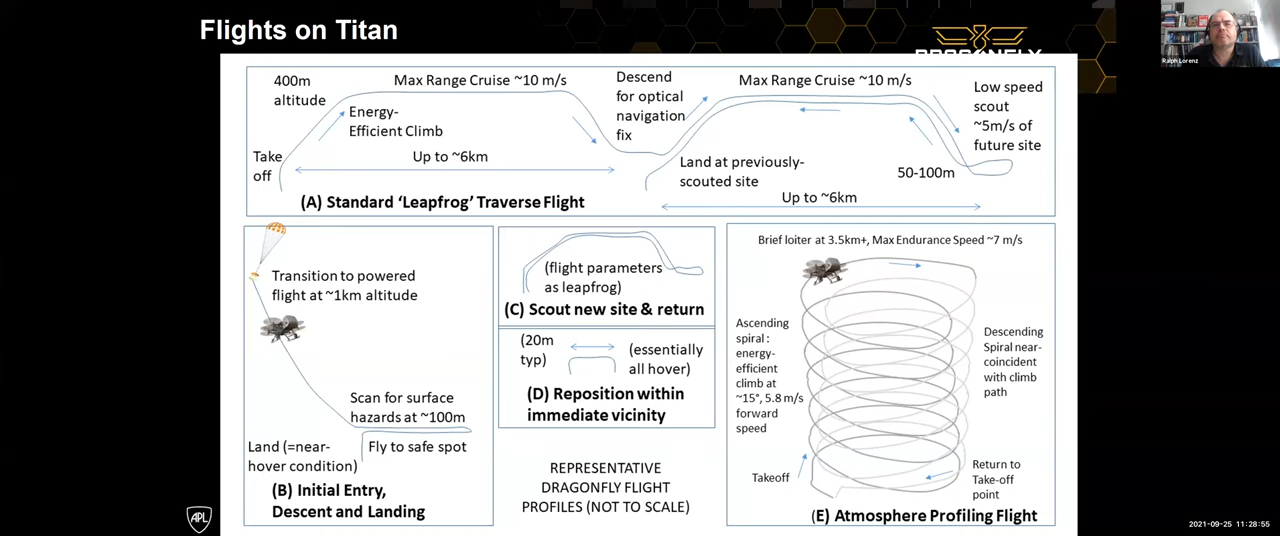 Flights on Titan
DRAGONFLY
Ralph Lorenz
400m
altitude
Max Range Cruise ~10 m/s
Energy-
Efficient Climb
Take
off
Up to ~6km
Descend
for optical
navigation
fix
Max Range Cruise ~10 m/s
Low speed
scout
~5m/s of
future site
Land at previously-
scouted site
50-100m
Up to ~6km
(A) Standard ‘Leapfrog’ Traverse Flight
Transition to powered
flight at ~1km altitude
Scan for surface
hazards at ~100m
Land (=near-
hover condition)
Fly to safe spot
(B) Initial Entry,
Descent and Landing
(flight parameters
as leapfrog)
(C) Scout new site & return
(20m
typ)
(essentially
all hover)
(D) Reposition within
immediate vicinity
REPRESENTATIVE
DRAGONFLY FLIGHT
PROFILES (NOT TO SCALE)
Brief loiter at 3.5km+, Max Endurance Speed ~7 m/s
Ascending
spiral :
energy-
efficient
climb at
~15°, 5.8 m/s
forward
speed
Descending
Spiral near-
coincident
with climb
path
Takeoff
Return to
Take-off
point
(E) Atmosphere Profiling Flight
APL
2021-09-25 11:28:55